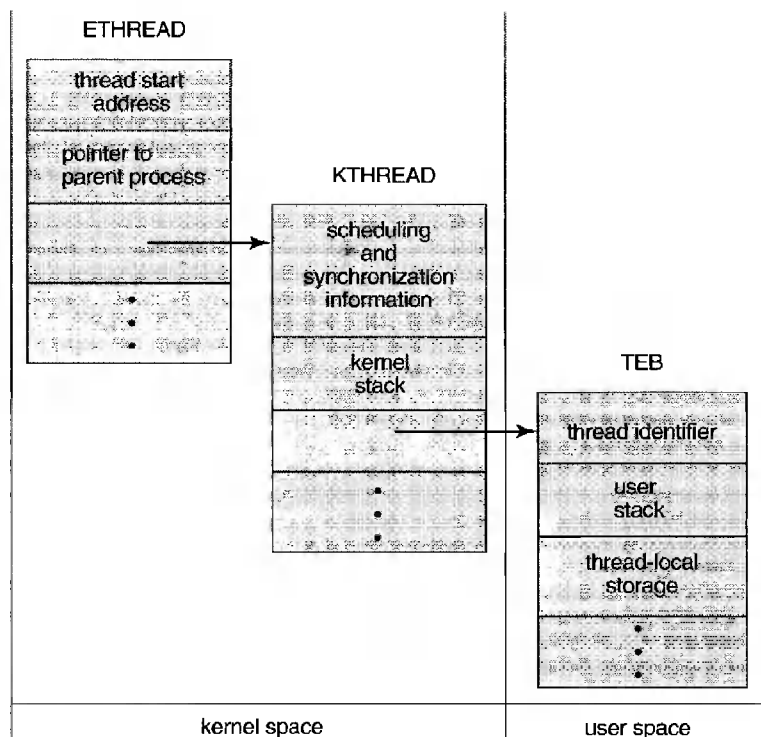 ETHREAD
thread start
address
pointer to
parent process
KTHREAD
scheduling
and
synchronization
information
kernel
stack
TEB
thread identifier
user
stack
thread-local
storage
kernel space
user space